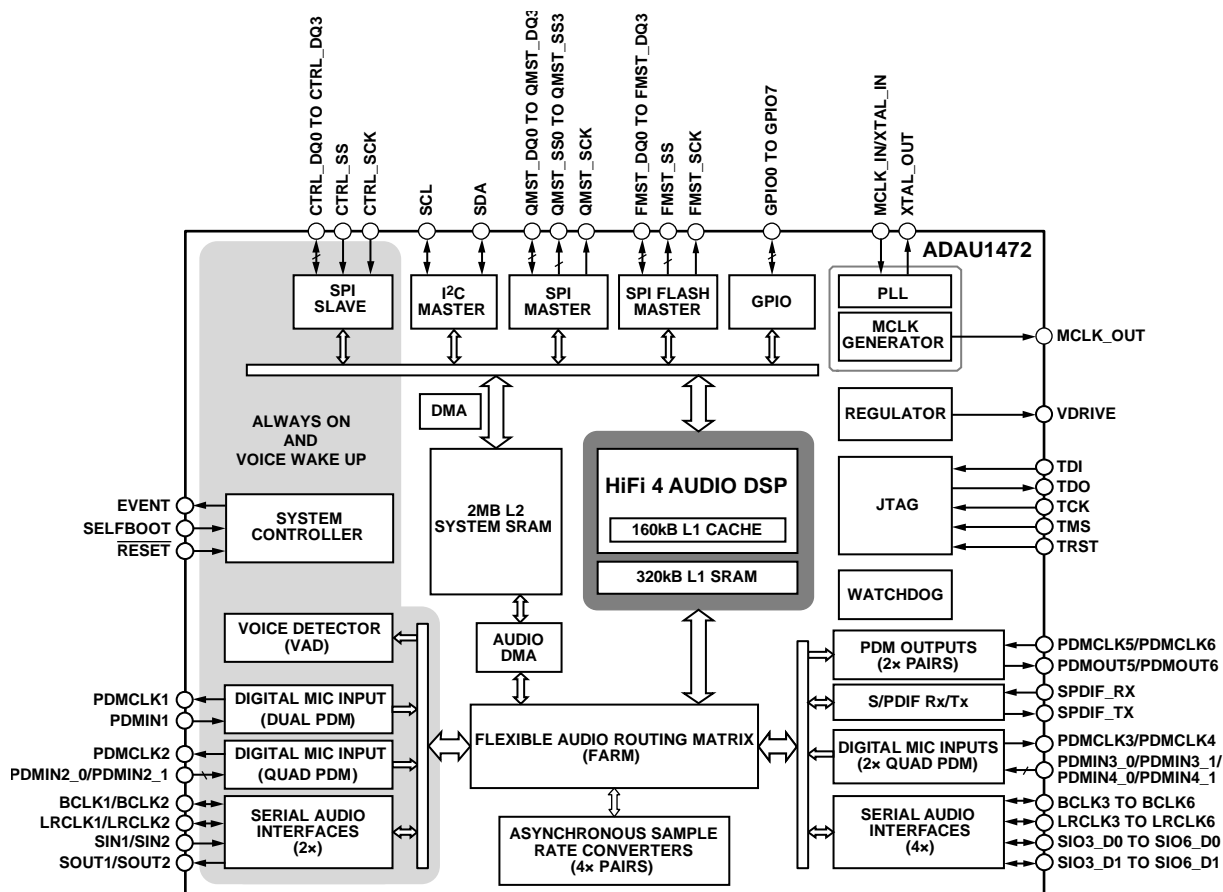 CTRL_DQ0 TO CTRL_DQ3
CTRL_SS
CTRL_SCK
SCL
SDA
QMST_DQ0 TO QMST_DQ3
QMST_SS0 TO QMST_SS3
QMST_SCK
FMST_DQ0 TO FMST_DQ3
FMST_SS
FMST_SCK
GPIO0 TO GPIO7
MCLK_IN/XTAL_IN
XTAL_OUT
ADAU1472
SPI
SLAVE
I2C
MASTER
SPI
MASTER
SPI FLASH
MASTER
GPIO
PLL
MCLK
GENERATOR
MCLK_OUT
DMA
REGULATOR
VDRIVE
ALWAYS ON
AND
VOICE WAKE UP
2MB L2
SYSTEM SRAM
HiFi 4 AUDIO DSP
160kB L1 CACHE
320kB L1 SRAM
JTAG
TDI
TDO
TCK
TMS
TRST
EVENT
SELFBOOT
RESET
SYSTEM
CONTROLLER
WATCHDOG
VOICE DETECTOR
(VAD)
AUDIO
DMA
PDM OUTPUTS
(2× PAIRS)
PDMCLK5/PDMCLK6
PDMOUT5/PDMOUT6
PDMCLK1
PDMIN1
DIGITAL MIC INPUT
(DUAL PDM)
S/PDIF Rx/Tx
SPDIF_RX
SPDIF_TX
FLEXIBLE AUDIO ROUTING MATRIX
(FARM)
PDMCLK2
PDMIN2_0/PDMIN2_1
DIGITAL MIC INPUT
(QUAD PDM)
DIGITAL MIC INPUTS
(2× QUAD PDM)
PDMCLK3/PDMCLK4
PDMIN3_0/PDMIN3_1/
PDMIN4_0/PDMIN4_1
BCLK1/BCLK2
LRCLK1/LRCLK2
SIN1/SIN2
SOUT1/SOUT2
SERIAL AUDIO
INTERFACES
(2×)
ASYNCHRONOUS SAMPLE
RATE CONVERTERS
(4× PAIRS)
SERIAL AUDIO
INTERFACES
(4×)
BCLK3 TO BCLK6
LRCLK3 TO LRCLK6
SIO3_D0 TO SIO6_D0
SIO3_D1 TO SIO6_D1